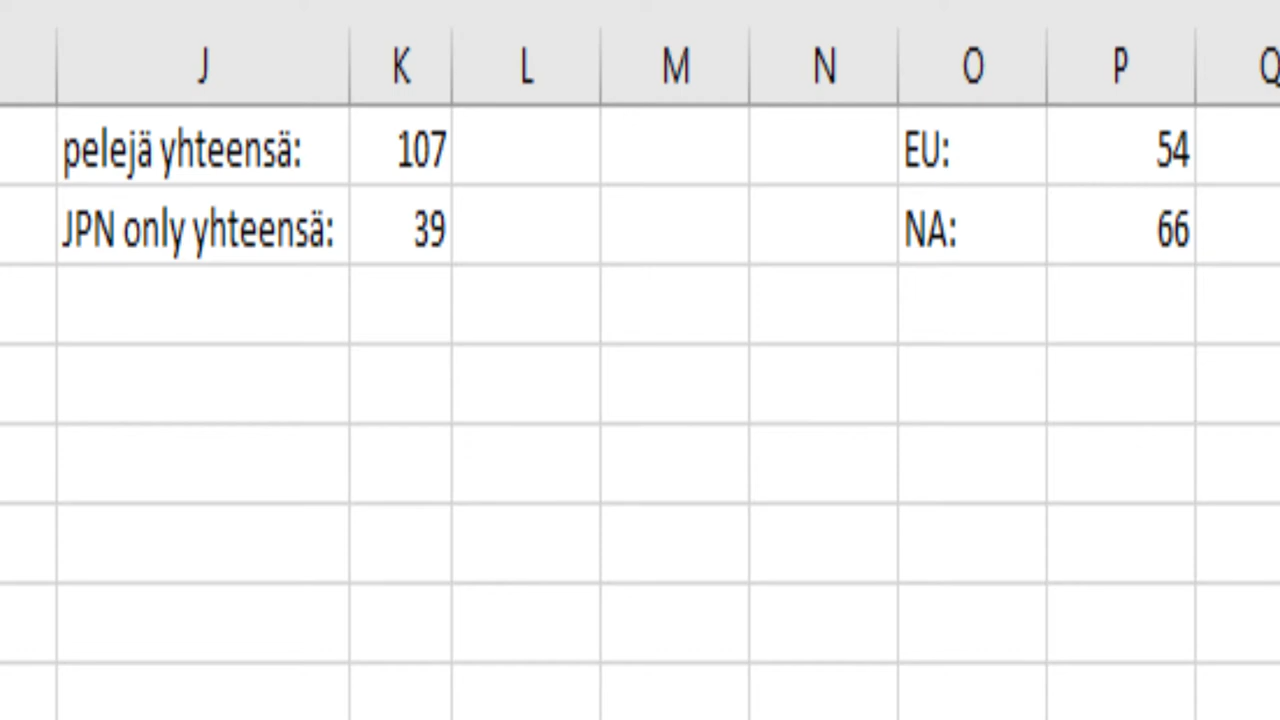 J K L M N O P Q
pelejä yhteensä: 107 EU: 54
JPN only yhteensä: 39 NA: 66